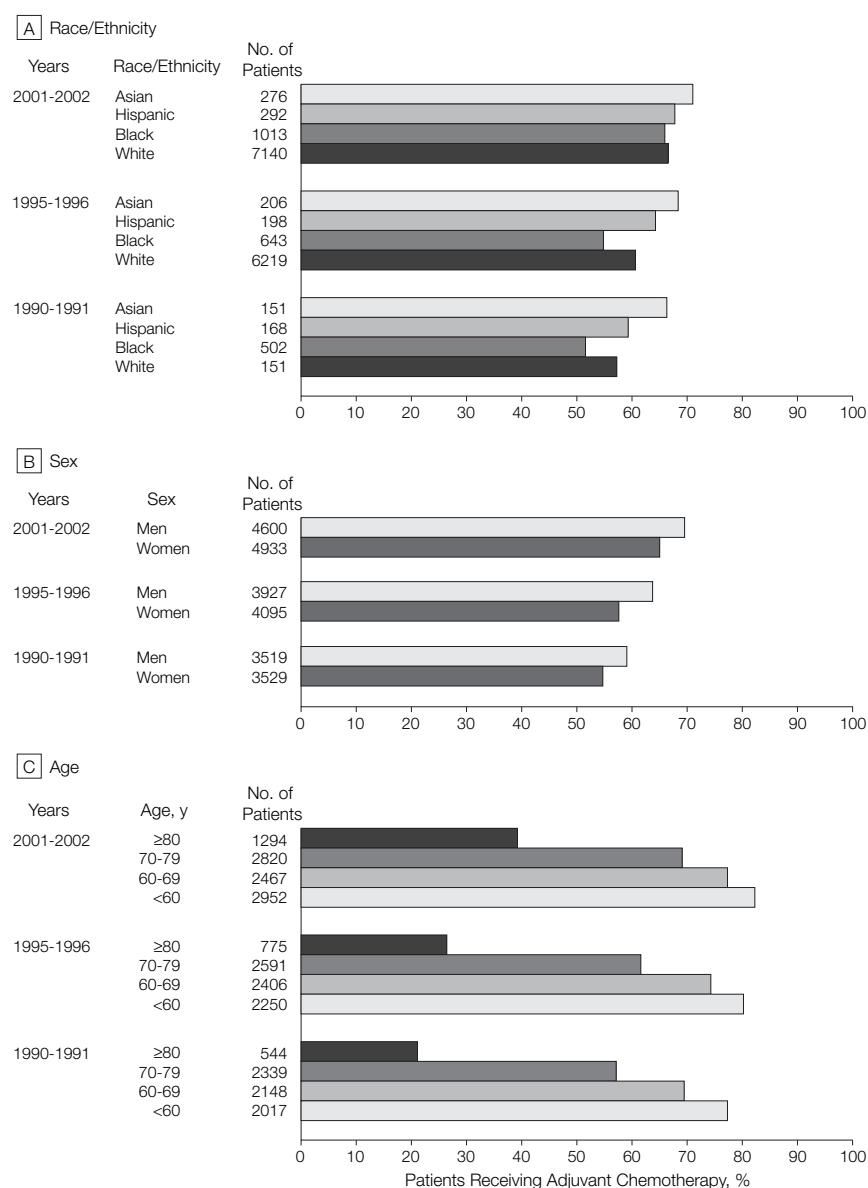 A Race/Ethnicity
Years Race/Ethnicity No. of Patients
2001-2002 Asian 276
Hispanic 292
Black 1013
White 7140
1995-1996 Asian 206
Hispanic 198
Black 643
White 6219
1990-1991 Asian 151
Hispanic 168
Black 502
White 151
0 10 20 30 40 50 60 70 80 90 100
B Sex
Years Sex No. of Patients
2001-2002 Men 4600
Women 4933
1995-1996 Men 3927
Women 4095
1990-1991 Men 3519
Women 3529
0 10 20 30 40 50 60 70 80 90 100
C Age
Years Age, y No. of Patients
2001-2002 ≥80 1294
70-79 2820
60-69 2467
<60 2952
1995-1996 ≥80 775
70-79 2591
60-69 2406
<60 2250
1990-1991 ≥80 544
70-79 2339
60-69 2148
<60 2017
0 10 20 30 40 50 60 70 80 90 100
Patients Receiving Adjuvant Chemotherapy, %